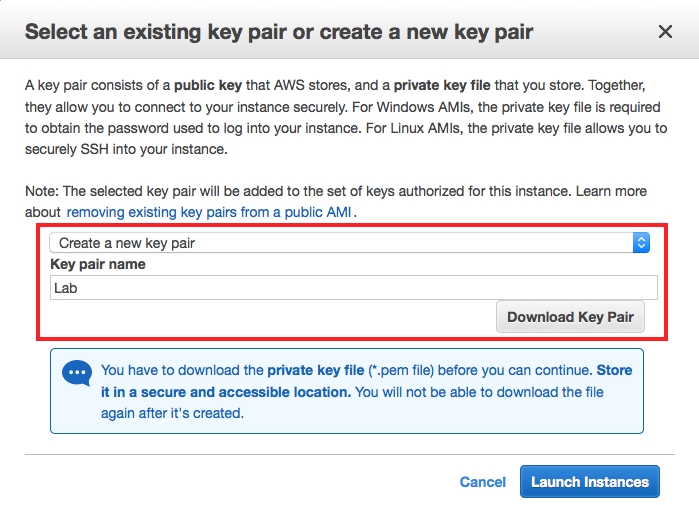 Select an existing key pair or create a new key pair
A key pair consists of a public key that AWS stores, and a private key file that you store. Together,
they allow you to connect to your instance securely. For Windows AMIs, the private key file is required
to obtain the password used to log into your instance. For Linux AMIs, the private key file allows you to
securely SSH into your instance.
Note: The selected key pair will be added to the set of keys authorized for this instance. Learn more
about removing existing key pairs from a public AMI .
Create a new key pair
Key pair name
Lab
Download Key Pair
You have to download the private key file (*.pem file) before you can continue. Store
it in a secure and accessible location. You will not be able to download the file
again after it's created.
Cancel Launch Instances